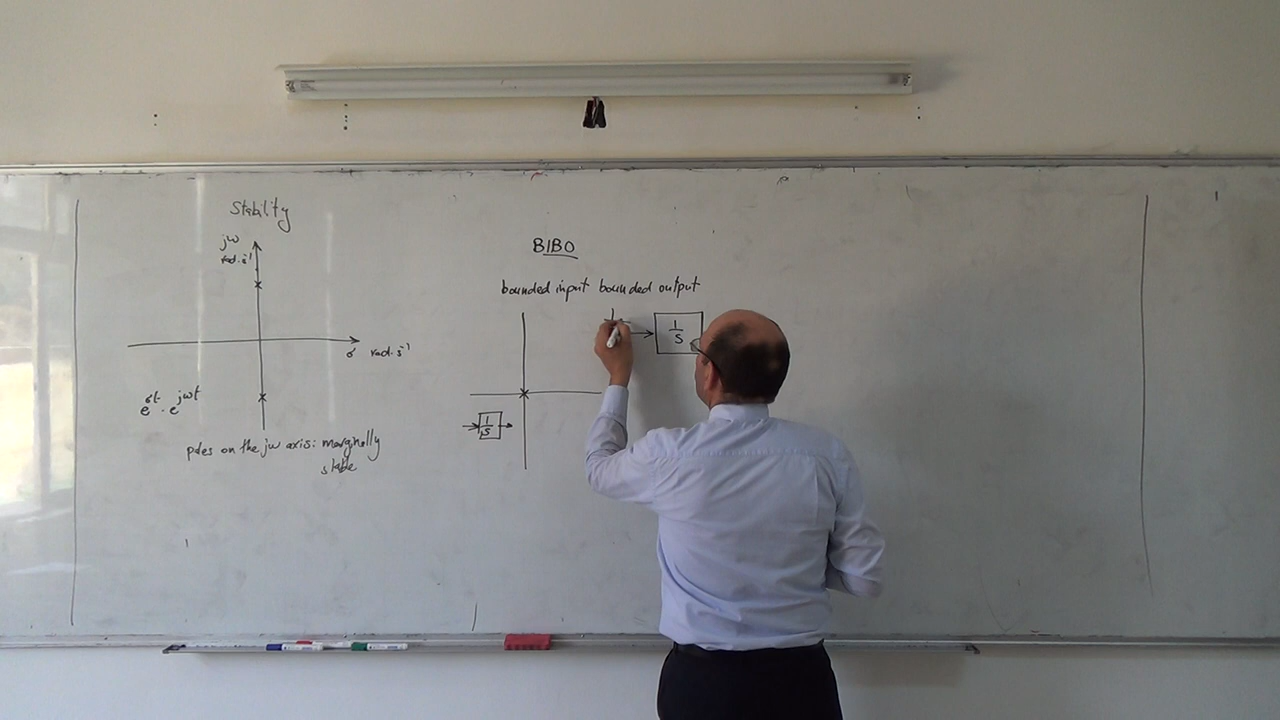 Stability
jω
rad.s⁻¹
σ rad.s⁻¹
e^σt . e^jωt
poles on the jω axis: marginally
stable
BIBO
bounded input bounded output
1
1
S
1
S